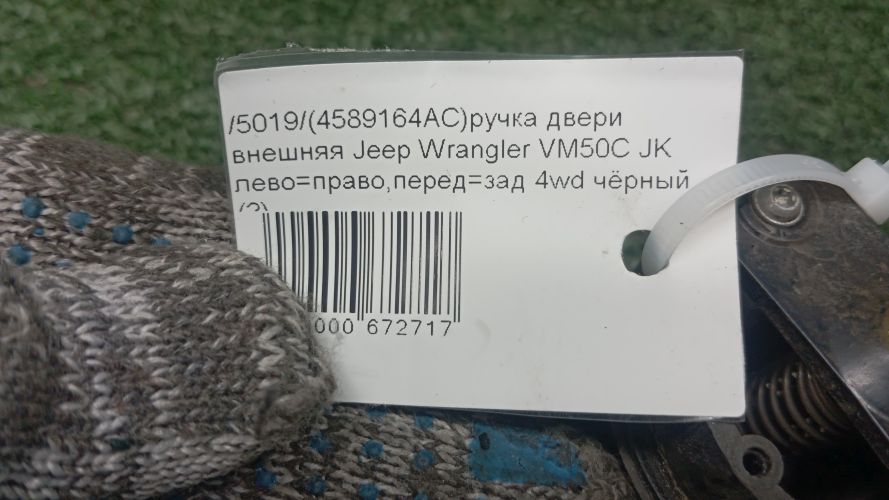 /5019/(4589164AC)ручка двери
внешняя Jeep Wrangler VM50C JK
лево=право,перед=зад 4wd чёрный
000 672717